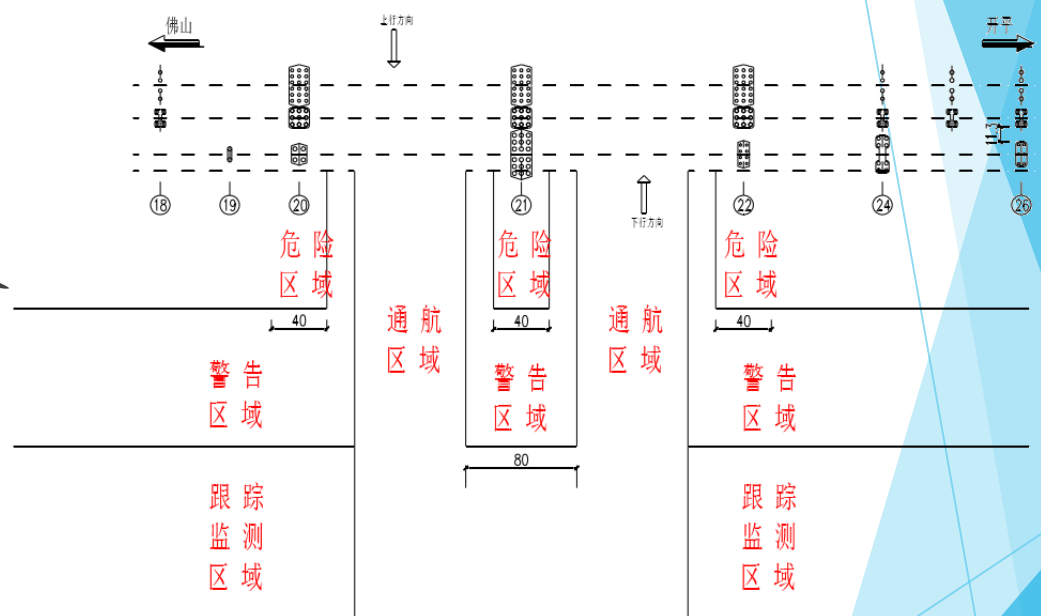 佛山
上行方向
开平
11.3
18 19 20 21 22 24 26
下行方向
危险
区域
危险
区域
危险
区域
40
40
40
通航
区域
通航
区域
警告
区域
警告
区域
警告
区域
80
跟踪
监测
区域
跟踪
监测
区域